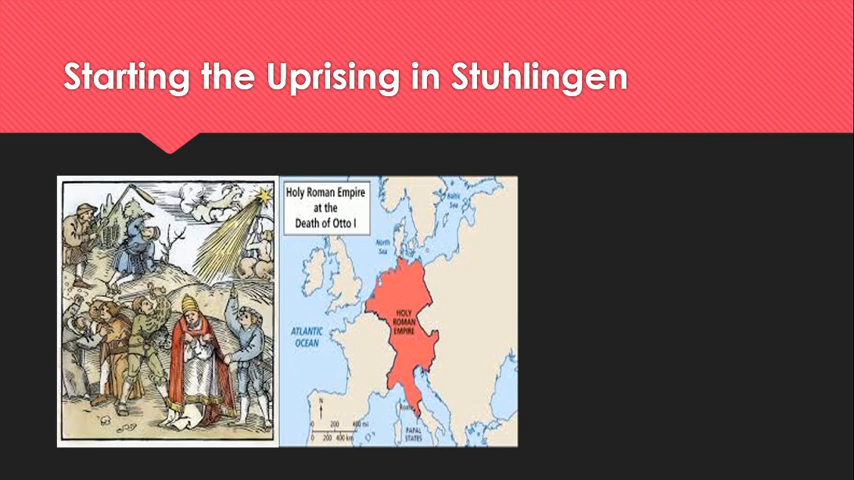 Starting the Uprising in Stuhlingen
Holy Roman Empire
at the
Death of Otto I
Baltic
Sea
North
Sea
HOLY
ROMAN
EMPIRE
ATLANTIC
OCEAN
Rome
N
PAPAL
STATES
0 200 400 mi
0 200 400 km